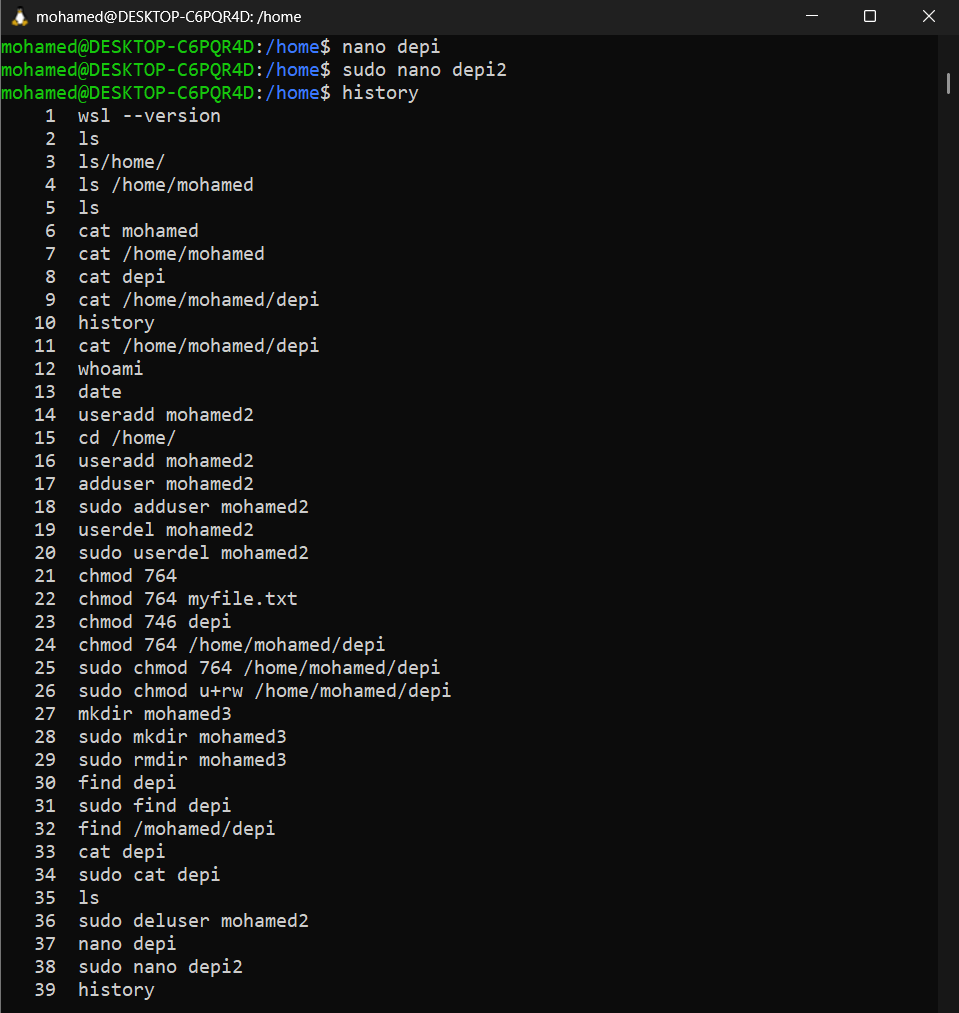 mohamed@DESKTOP-C6PQR4D: /home
mohamed@DESKTOP-C6PQR4D:/home$ nano depi
mohamed@DESKTOP-C6PQR4D:/home$ sudo nano depi2
mohamed@DESKTOP-C6PQR4D:/home$ history
1 wsl --version
2 ls
3 ls/home/
4 ls /home/mohamed
5 ls
6 cat mohamed
7 cat /home/mohamed
8 cat depi
9 cat /home/mohamed/depi
10 history
11 cat /home/mohamed/depi
12 whoami
13 date
14 useradd mohamed2
15 cd /home/
16 useradd mohamed2
17 adduser mohamed2
18 sudo adduser mohamed2
19 userdel mohamed2
20 sudo userdel mohamed2
21 chmod 764
22 chmod 764 myfile.txt
23 chmod 746 depi
24 chmod 764 /home/mohamed/depi
25 sudo chmod 764 /home/mohamed/depi
26 sudo chmod u+rw /home/mohamed/depi
27 mkdir mohamed3
28 sudo mkdir mohamed3
29 sudo rmdir mohamed3
30 find depi
31 sudo find depi
32 find /mohamed/depi
33 cat depi
34 sudo cat depi
35 ls
36 sudo deluser mohamed2
37 nano depi
38 sudo nano depi2
39 history